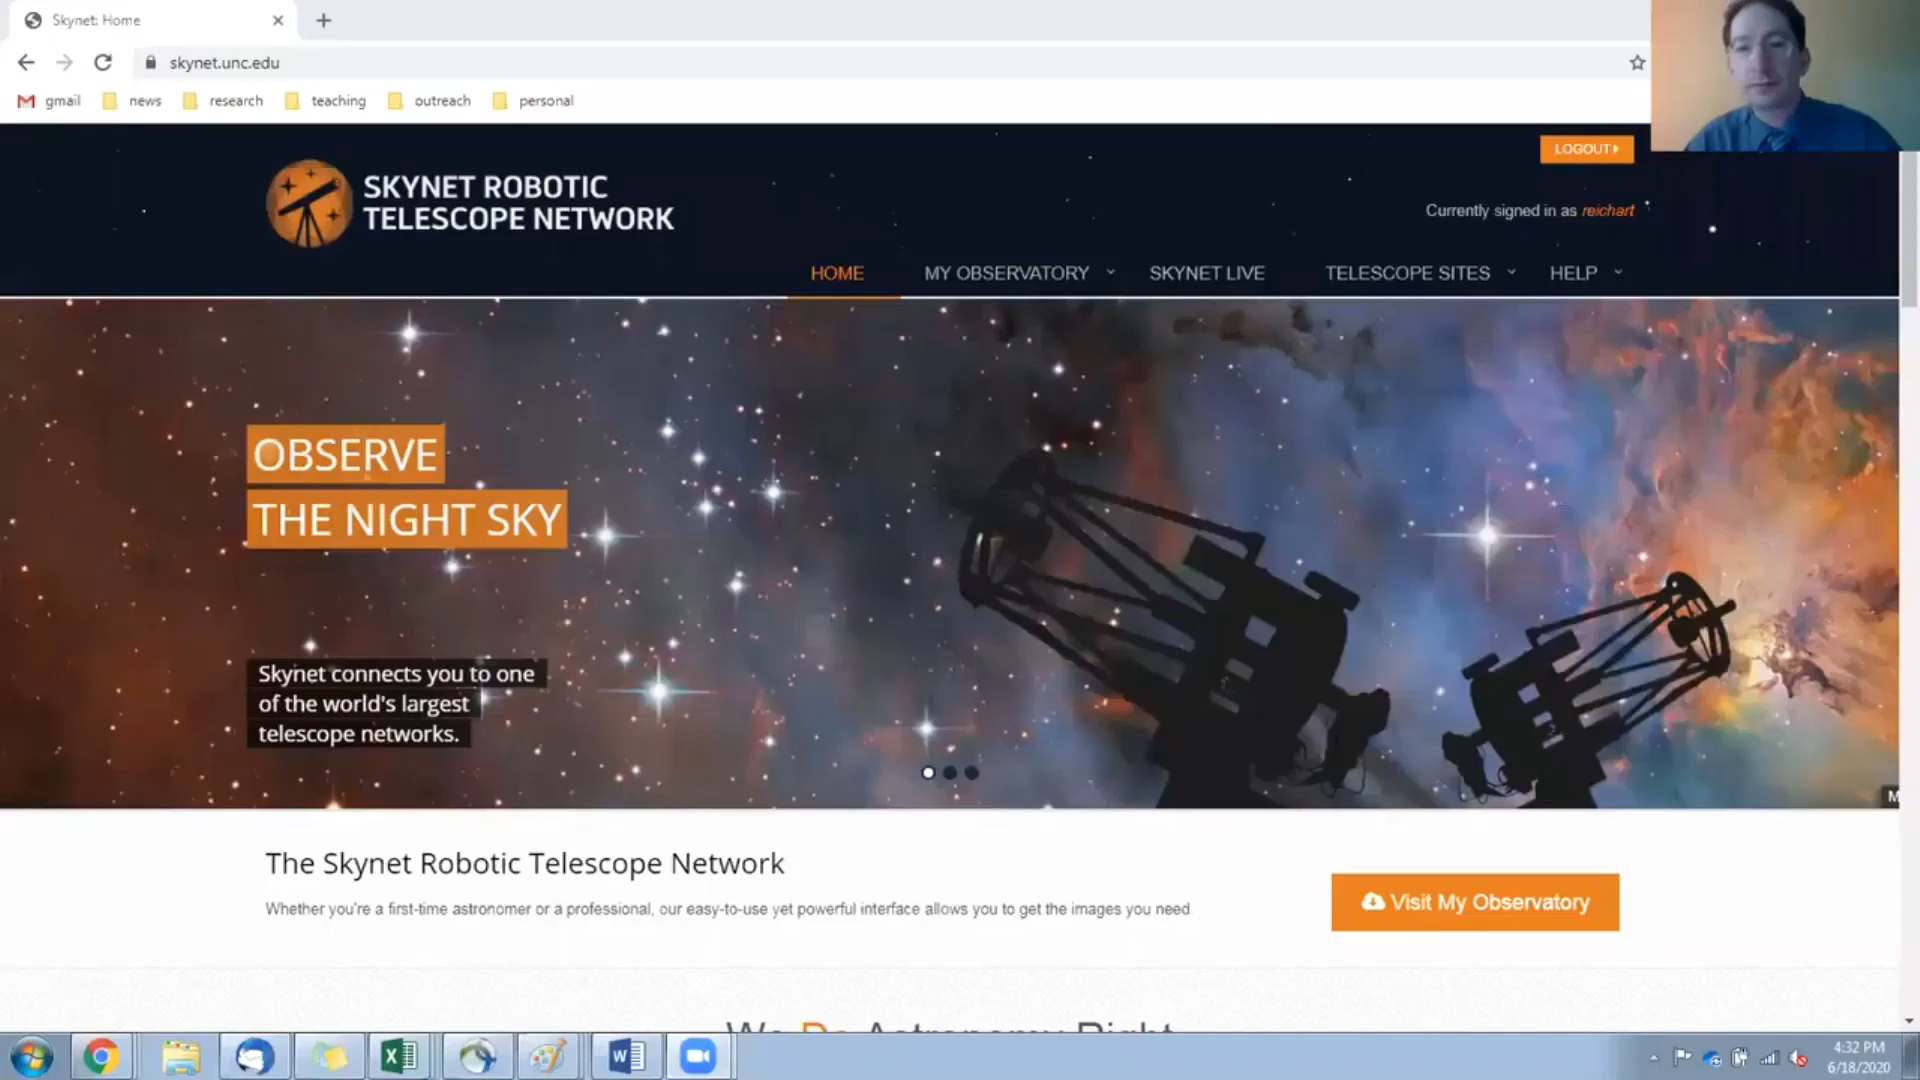 Skynet: Home
skynet.unc.edu
gmail news research teaching outreach personal
LOGOUT
SKYNET ROBOTIC
TELESCOPE NETWORK
Currently signed in as reichart
HOME MY OBSERVATORY SKYNET LIVE TELESCOPE SITES HELP
OBSERVE
THE NIGHT SKY
Skynet connects you to one
of the world's largest
telescope networks.
M
The Skynet Robotic Telescope Network
Visit My Observatory
Whether you're a first-time astronomer or a professional, our easy-to-use yet powerful interface allows you to get the images you need.
We Do Astronomy Right
4:32 PM
6/18/2020